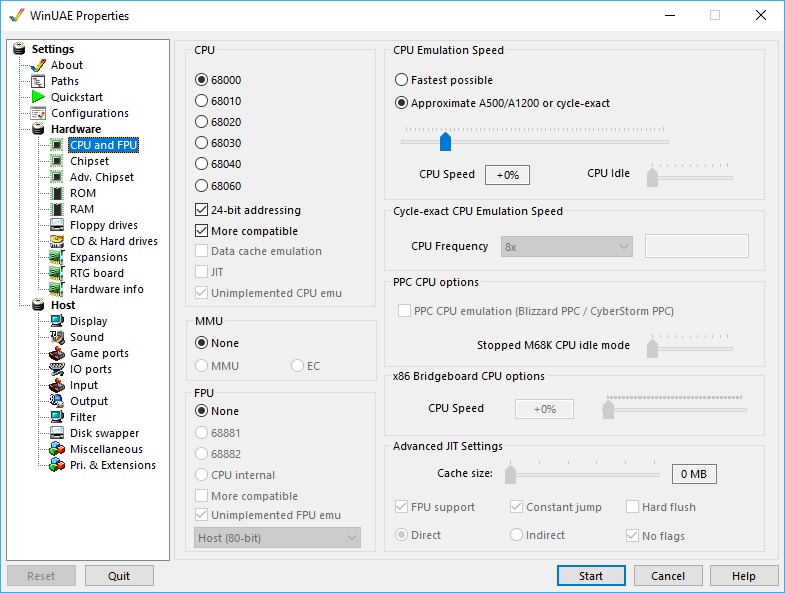 WinUAE Properties
Settings
About
Paths
Quickstart
Configurations
Hardware
CPU and FPU
Chipset
Adv. Chipset
ROM
RAM
Floppy drives
CD & Hard drives
Expansions
RTG board
Hardware info
Host
Display
Sound
Game ports
IO ports
Input
Output
Filter
Disk swapper
Miscellaneous
Pri. & Extensions
CPU
68000
68010
68020
68030
68040
68060
24-bit addressing
More compatible
Data cache emulation
JIT
Unimplemented CPU emu
MMU
None
MMU EC
FPU
None
68881
68882
CPU internal
More compatible
Unimplemented FPU emu
Host (80-bit)
CPU Emulation Speed
Fastest possible
Approximate A500/A1200 or cycle-exact
CPU Speed +0% CPU Idle
Cycle-exact CPU Emulation Speed
CPU Frequency 8x
PPC CPU options
PPC CPU emulation (Blizzard PPC / CyberStorm PPC)
Stopped M68K CPU idle mode
x86 Bridgeboard CPU options
CPU Speed +0%
Advanced JIT Settings
Cache size: 0 MB
FPU support Constant jump Hard flush
Direct Indirect No flags
Reset Quit Start Cancel Help